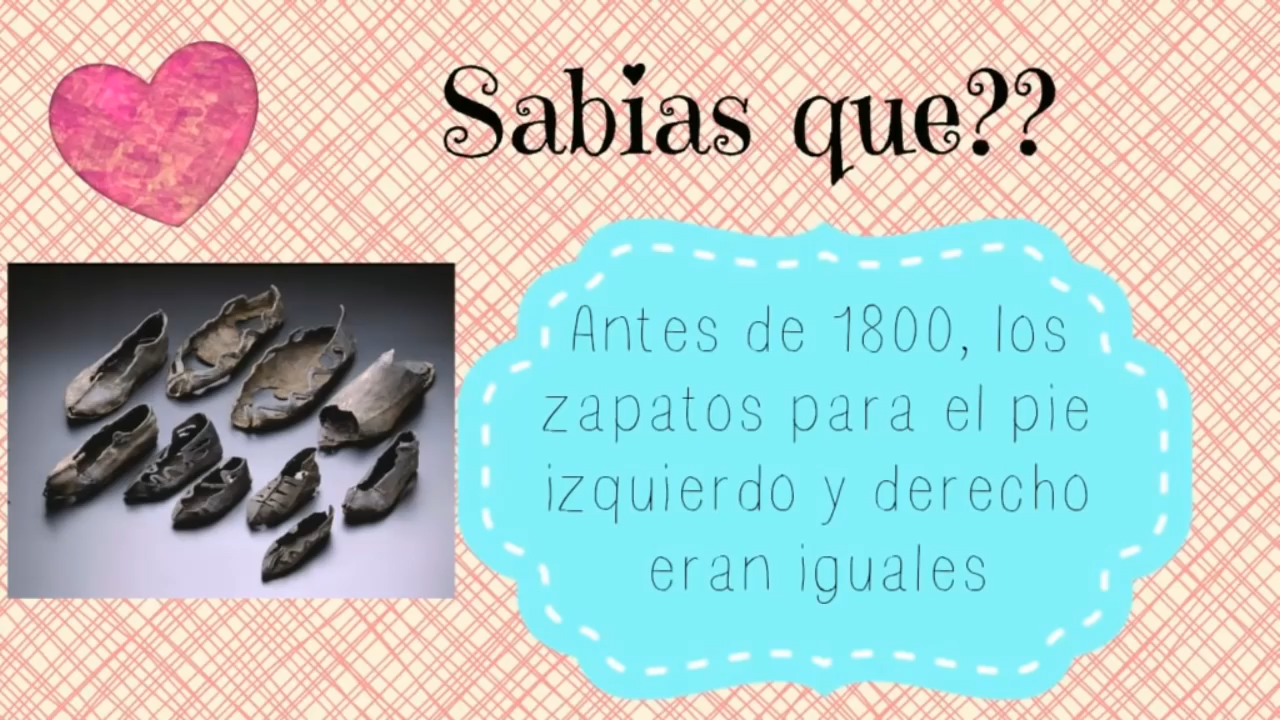 Sabias que??
Antes de 1800, los
zapatos para el pie
izquierdo y derecho
eran iguales